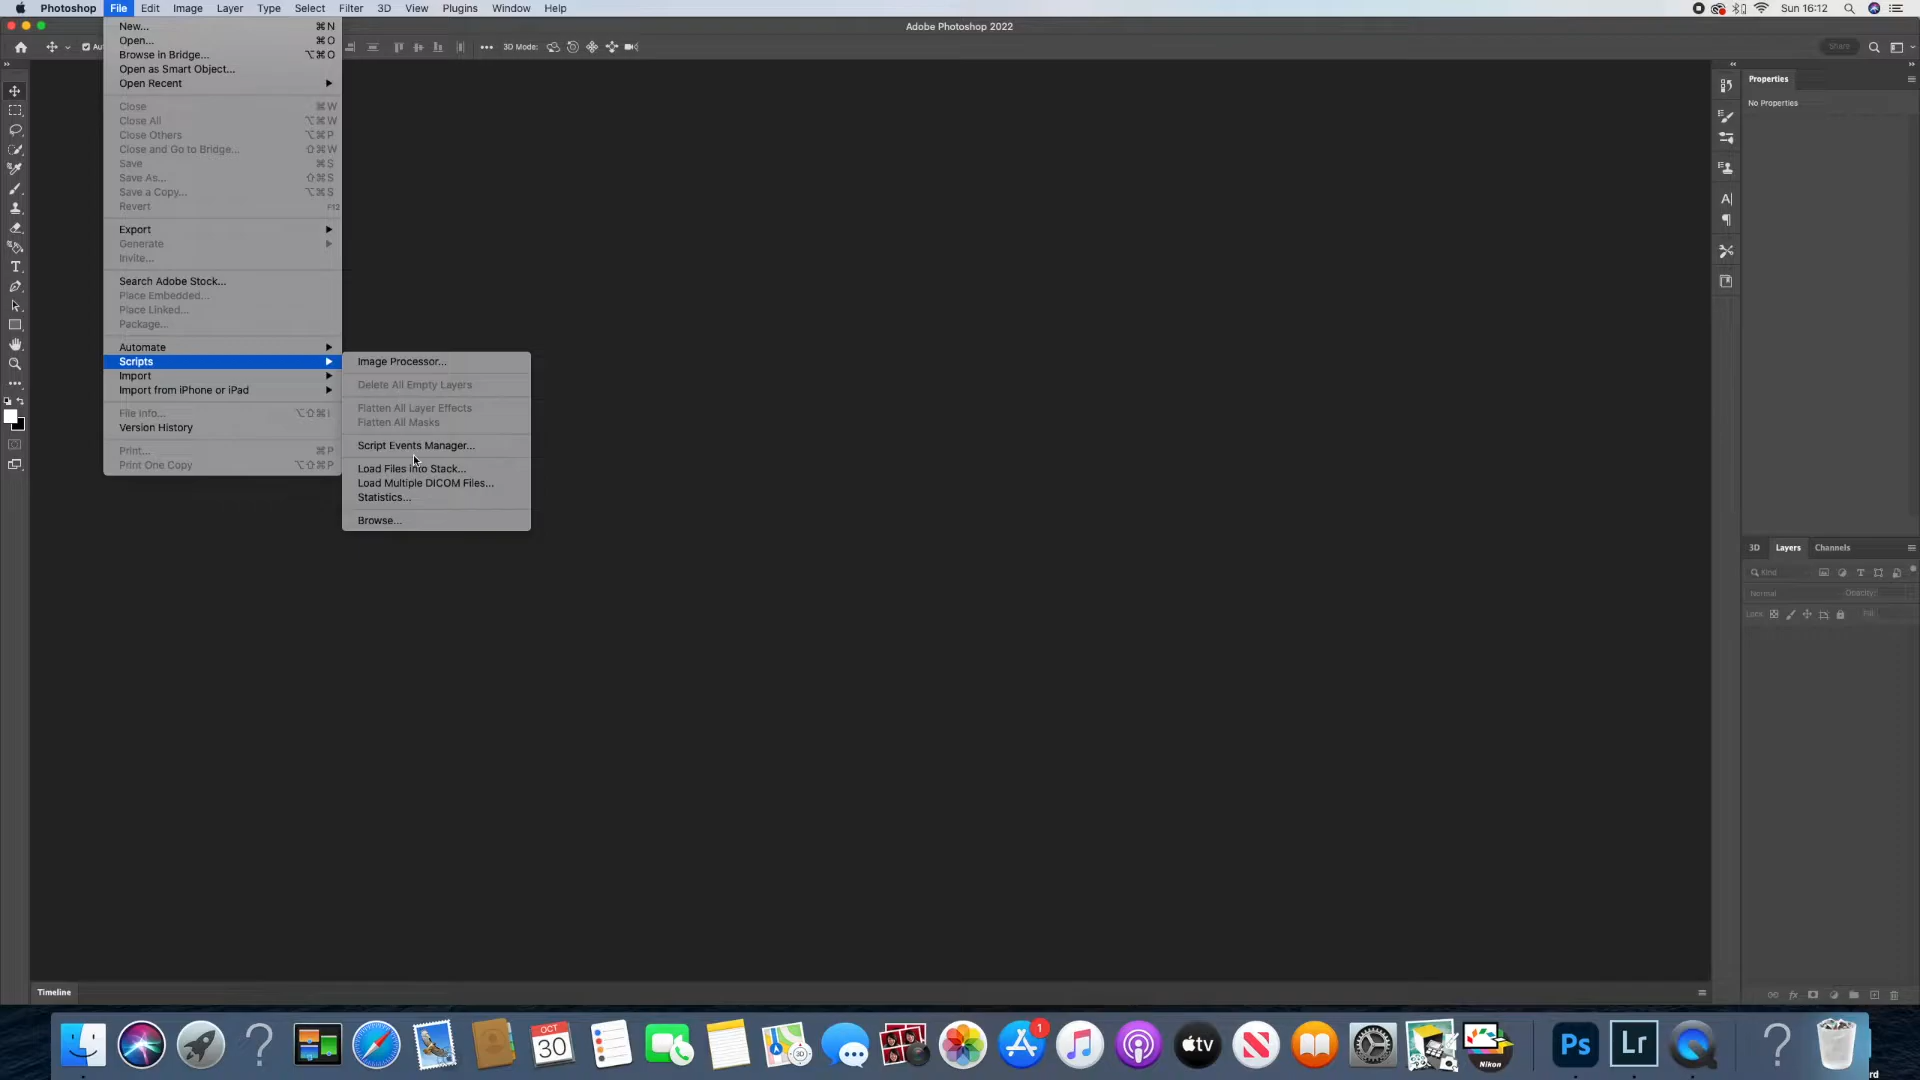 Photoshop File Edit Image Layer Type Select Filter 3D View Plugins Window Help Sun 16:12
Adobe Photoshop 2022
3D Mode: Share
New... ⌘N
Open... ⌘O
Browse in Bridge... ⌥⌘O
Open as Smart Object...
Open Recent
Close ⌘W
Close All ⌥⌘W
Close Others ⌥⌘P
Close and Go to Bridge... ⇧⌘W
Save ⌘S
Save As... ⇧⌘S
Save a Copy... ⌥⌘S
Revert F12
Export
Generate
Invite...
Search Adobe Stock...
Place Embedded...
Place Linked...
Package...
Automate
Scripts
Import
Import from iPhone or iPad
File Info... ⌥⇧⌘I
Version History
Print... ⌘P
Print One Copy ⌥⇧⌘P
Image Processor...
Delete All Empty Layers
Flatten All Layer Effects
Flatten All Masks
Script Events Manager...
Load Files into Stack...
Load Multiple DICOM Files...
Statistics...
Browse...
Properties
No Properties
3D Layers Channels
Kind
Normal Opacity:
Lock: Fill:
Timeline
OCT
30
1
tv
Nikon
Ps
Lr
rd